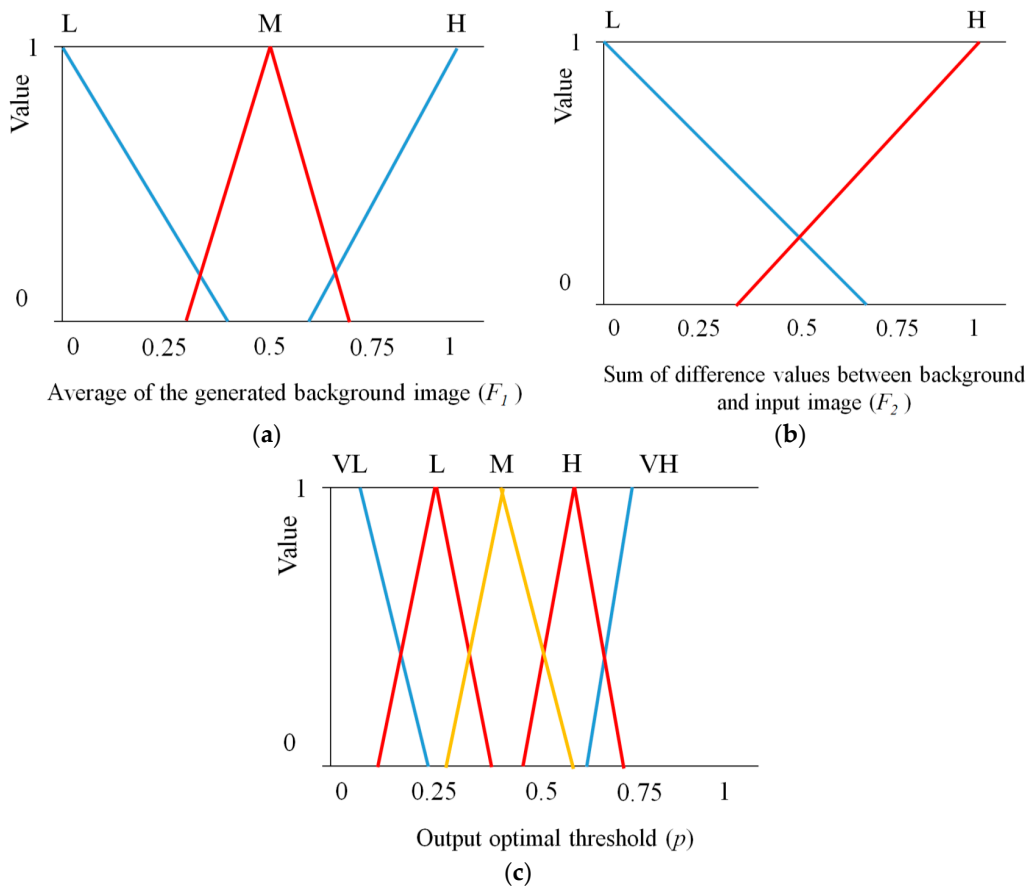 L M H
1
Value
0
0 0.25 0.5 0.75 1
Average of the generated background image (F1 )
(a)
L H
1
Value
0
0 0.25 0.5 0.75 1
Sum of difference values between background
and input image (F2 )
(b)
VL L M H VH
1
Value
0
0 0.25 0.5 0.75 1
Output optimal threshold (p)
(c)